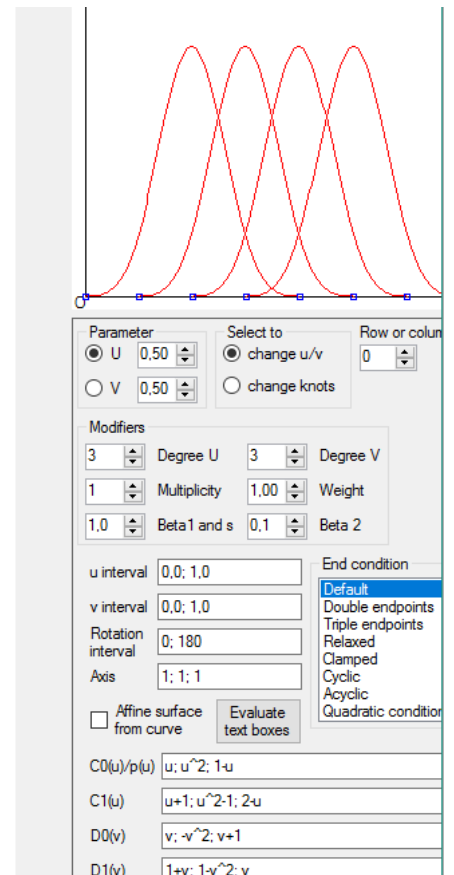 O
Parameter
U 0,50
V 0,50
Select to
change u/v
change knots
Row or colun
0
Modifiers
3 Degree U 3 Degree V
1 Multiplicity 1,00 Weight
1,0 Beta1 and s 0,1 Beta 2
u interval 0,0; 1,0
v interval 0,0; 1,0
Rotation
interval 0; 180
Axis 1; 1; 1
End condition
Default
Double endpoints
Triple endpoints
Relaxed
Clamped
Cyclic
Acyclic
Quadratic condition
Affine surface
from curve
Evaluate
text boxes
C0(u)/p(u) u; u^2; 1-u
C1(u) u+1; u^2-1; 2-u
D0(v) v; -v^2; v+1
D1(v) 1+v; 1-v^2; v